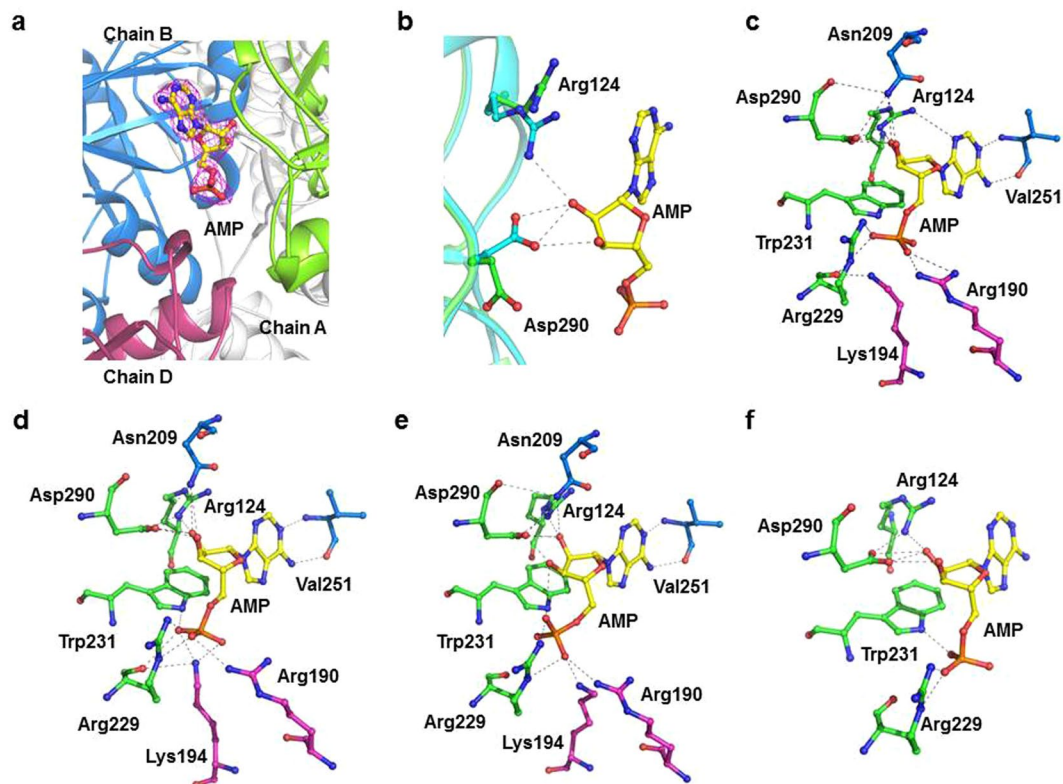 a
Chain B
AMP
Chain A
Chain D
b
Arg124
AMP
Asp290
c
Asn209
Asp290
Arg124
Val251
AMP
Trp231
Arg190
Arg229
Lys194
d
Asn209
Asp290
Arg124
Val251
AMP
Trp231
Arg190
Arg229
Lys194
e
Asn209
Asp290
Arg124
Val251
AMP
Trp231
Arg190
Arg229
Lys194
f
Arg124
Asp290
AMP
Trp231
Arg229